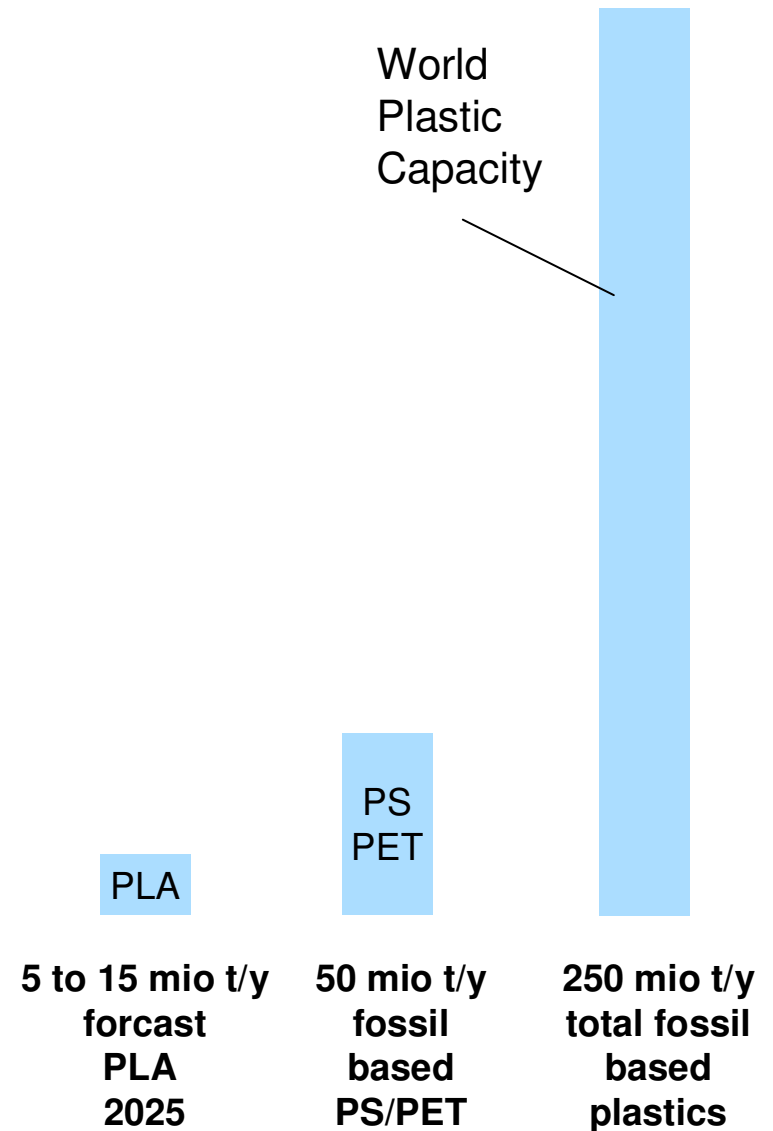 World
Plastic
Capacity
PS
PET
PLA
5 to 15 mio t/y
forcast
PLA
2025
50 mio t/y
fossil
based
PS/PET
250 mio t/y
total fossil
based
plastics